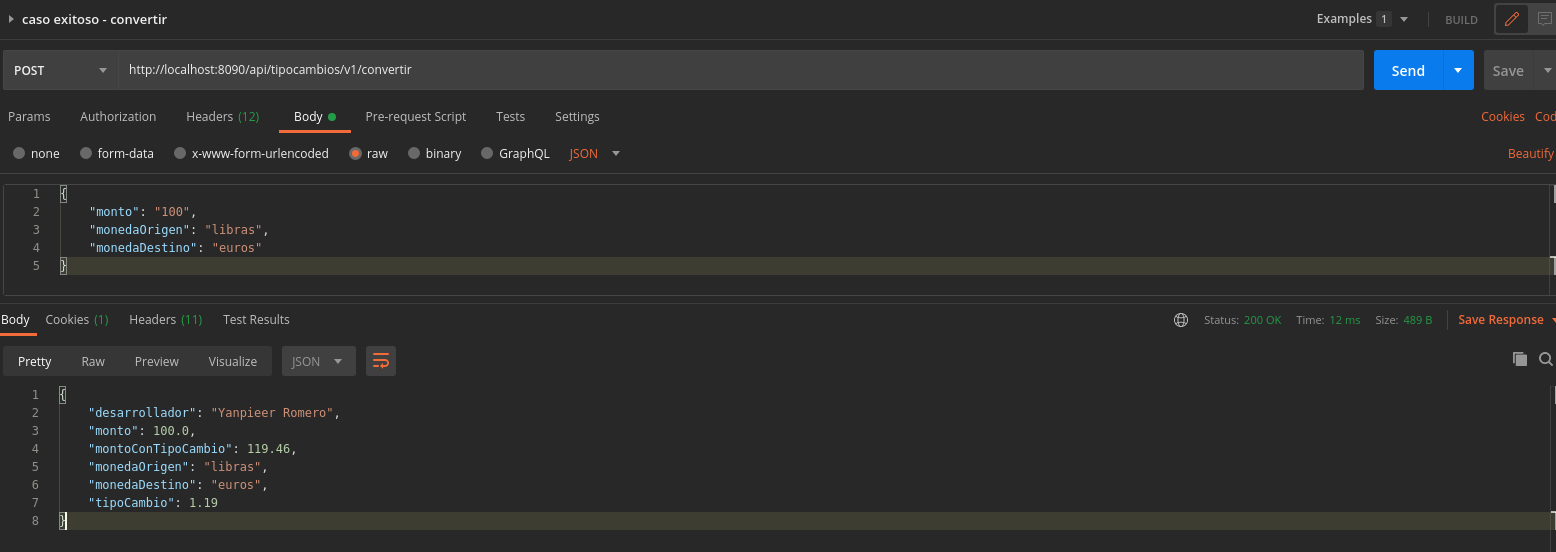 caso exitoso - convertir Examples 1 BUILD
POST http://localhost:8090/api/tipocambios/v1/convertir Send Save
Params Authorization Headers (12) Body Pre-request Script Tests Settings Cookies Cod
none form-data x-www-form-urlencoded raw binary GraphQL JSON Beautify
1 {
2 "monto": "100",
3 "monedaOrigen": "libras",
4 "monedaDestino": "euros"
5 }
Body Cookies (1) Headers (11) Test Results Status: 200 OK Time: 12 ms Size: 489 B Save Response
Pretty Raw Preview Visualize JSON
1 {
2 "desarrollador": "Yanpieer Romero",
3 "monto": 100.0,
4 "montoConTipoCambio": 119.46,
5 "monedaOrigen": "libras",
6 "monedaDestino": "euros",
7 "tipoCambio": 1.19
8 }